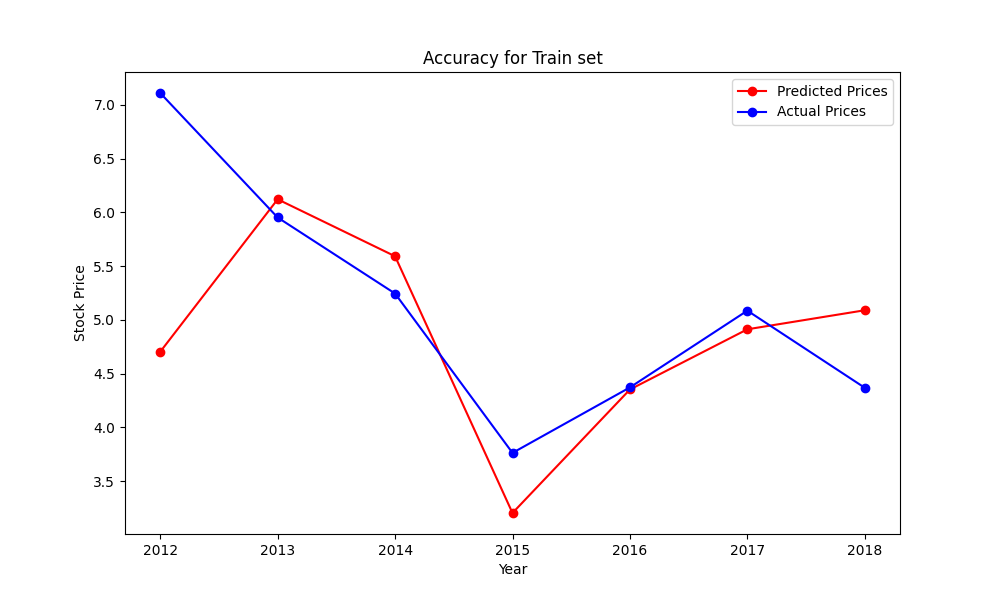 Accuracy for Train set
Predicted Prices
Actual Prices
7.0
6.5
6.0
5.5
5.0
4.5
4.0
3.5
Stock Price
2012 2013 2014 2015 2016 2017 2018
Year